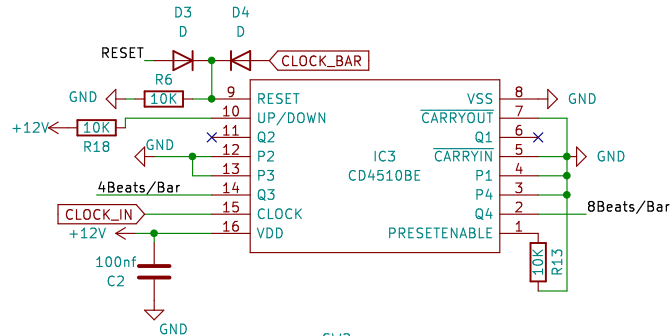 D3 D4
D D
RESET
CLOCK_BAR
R6
GND 10K 9 RESET VSS 8 GND
+12V 10K 10 UP/DOWN CARRYOUT 7
R18 11 Q2 Q1 6
GND 12 P2 IC3 CARRYIN 5 GND
13 P3 CD4510BE P1 4
4Beats/Bar 14 Q3 P4 3
CLOCK_IN 15 CLOCK Q4 2 8Beats/Bar
+12V 16 VDD PRESETENABLE 1
100nf 10K R13
C2
GND